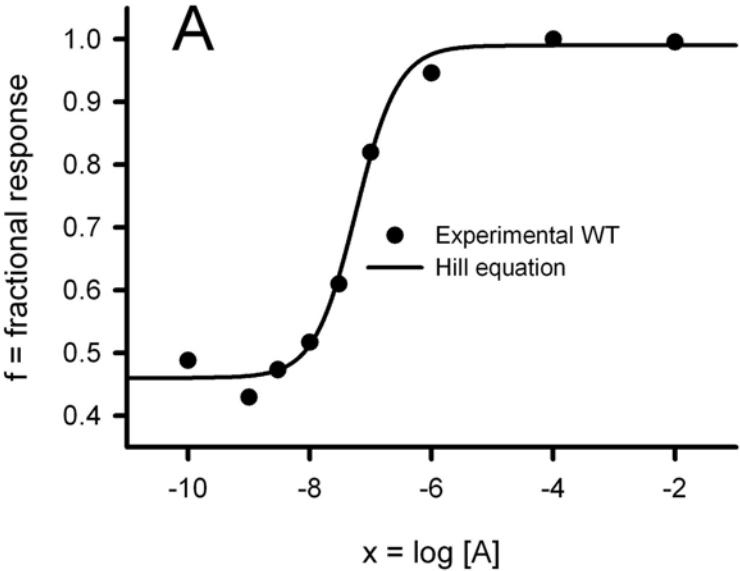 A
1.0
0.9
0.8
0.7
0.6
0.5
0.4
f = fractional response
Experimental WT
Hill equation
-10 -8 -6 -4 -2
x = log [A]